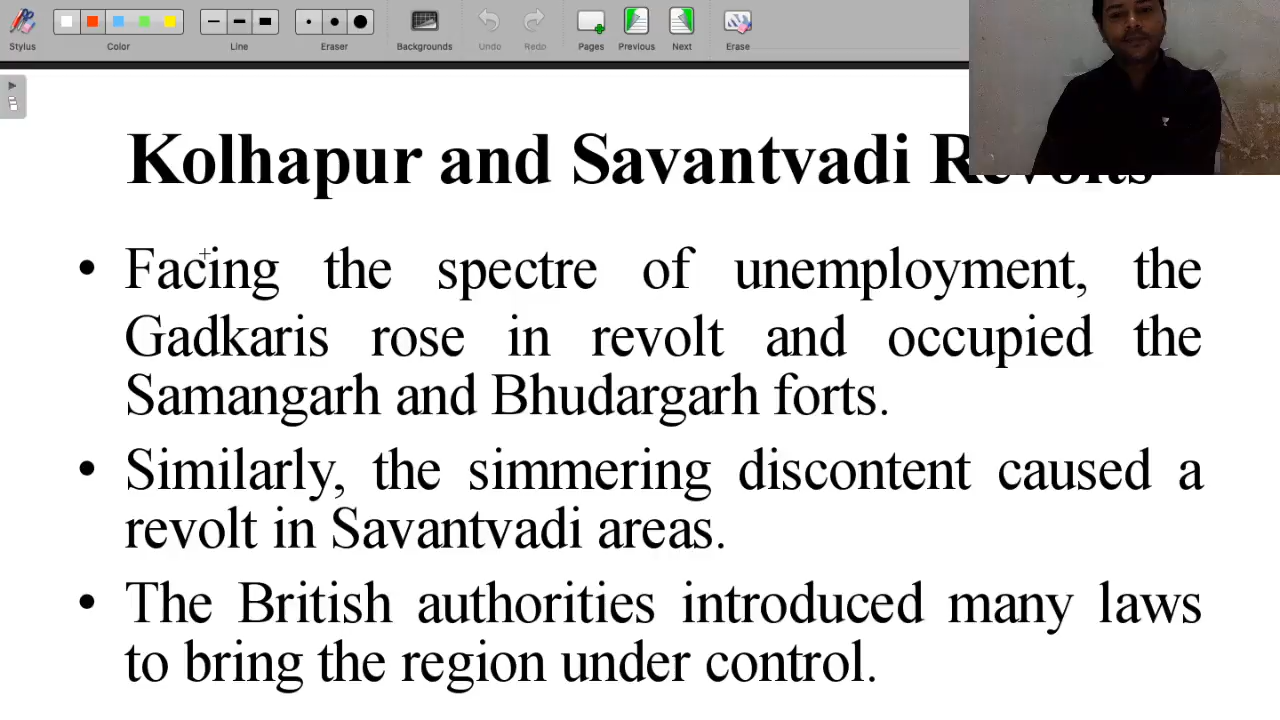 Stylus Color Line Eraser Backgrounds Undo Redo Pages Previous Next Erase
Kolhapur and Savantvadi Revolts
• Facing the spectre of unemployment, the
Gadkaris rose in revolt and occupied the
Samangarh and Bhudargarh forts.
• Similarly, the simmering discontent caused a
revolt in Savantvadi areas.
• The British authorities introduced many laws
to bring the region under control.